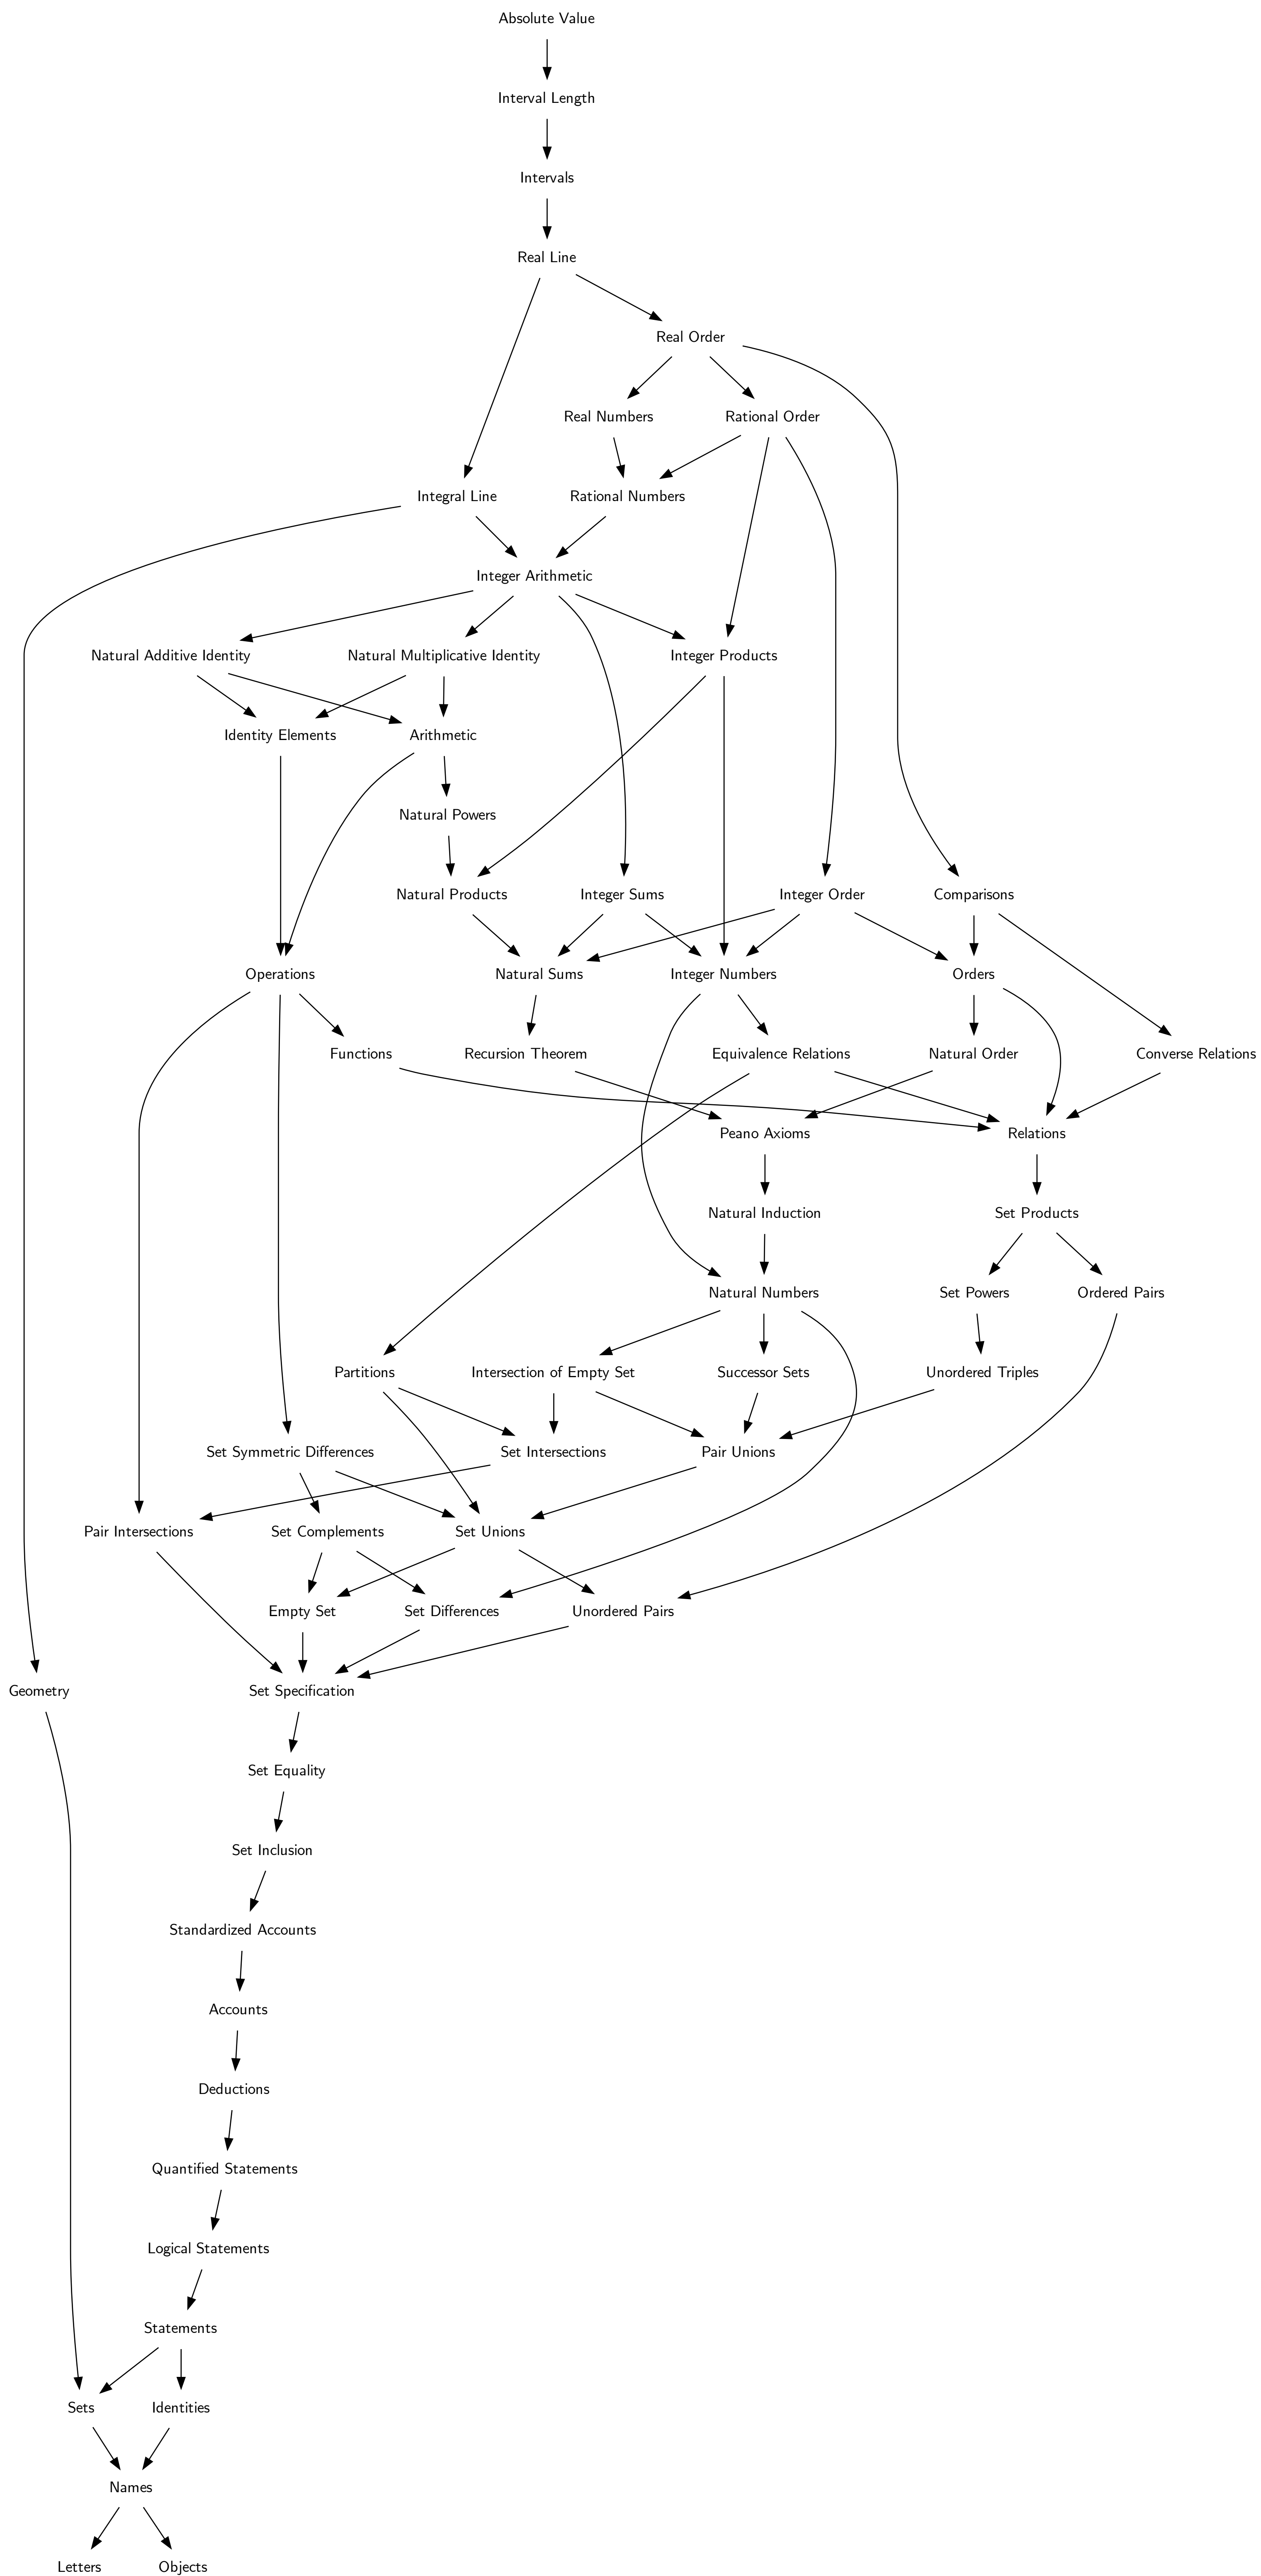 Absolute Value
Interval Length
Intervals
Real Line
Real Order
Real Numbers
Rational Order
Integral Line
Rational Numbers
Integer Arithmetic
Natural Additive Identity
Natural Multiplicative Identity
Integer Products
Identity Elements
Arithmetic
Natural Powers
Natural Products
Integer Sums
Integer Order
Comparisons
Operations
Natural Sums
Integer Numbers
Orders
Functions
Recursion Theorem
Equivalence Relations
Natural Order
Converse Relations
Peano Axioms
Relations
Natural Induction
Set Products
Natural Numbers
Set Powers
Ordered Pairs
Partitions
Intersection of Empty Set
Successor Sets
Unordered Triples
Set Symmetric Differences
Set Intersections
Pair Unions
Pair Intersections
Set Complements
Set Unions
Empty Set
Set Differences
Unordered Pairs
Geometry
Set Specification
Set Equality
Set Inclusion
Standardized Accounts
Accounts
Deductions
Quantified Statements
Logical Statements
Statements
Sets
Identities
Names
Letters
Objects